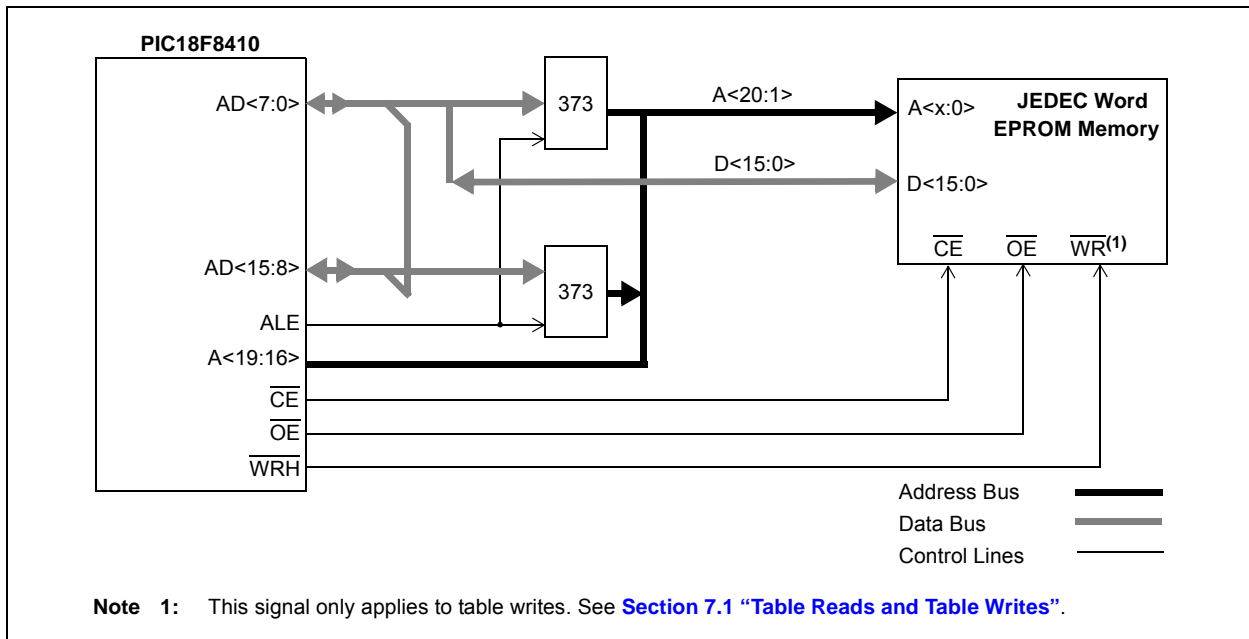 PIC18F8410
AD<7:0>
373
A<20:1>
A<x:0>
JEDEC Word
EPROM Memory
D<15:0>
D<15:0>
CE
OE
WR(1)
AD<15:8>
373
ALE
A<19:16>
CE
OE
WRH
Address Bus
Data Bus
Control Lines
Note 1: This signal only applies to table writes. See Section 7.1 “Table Reads and Table Writes”.